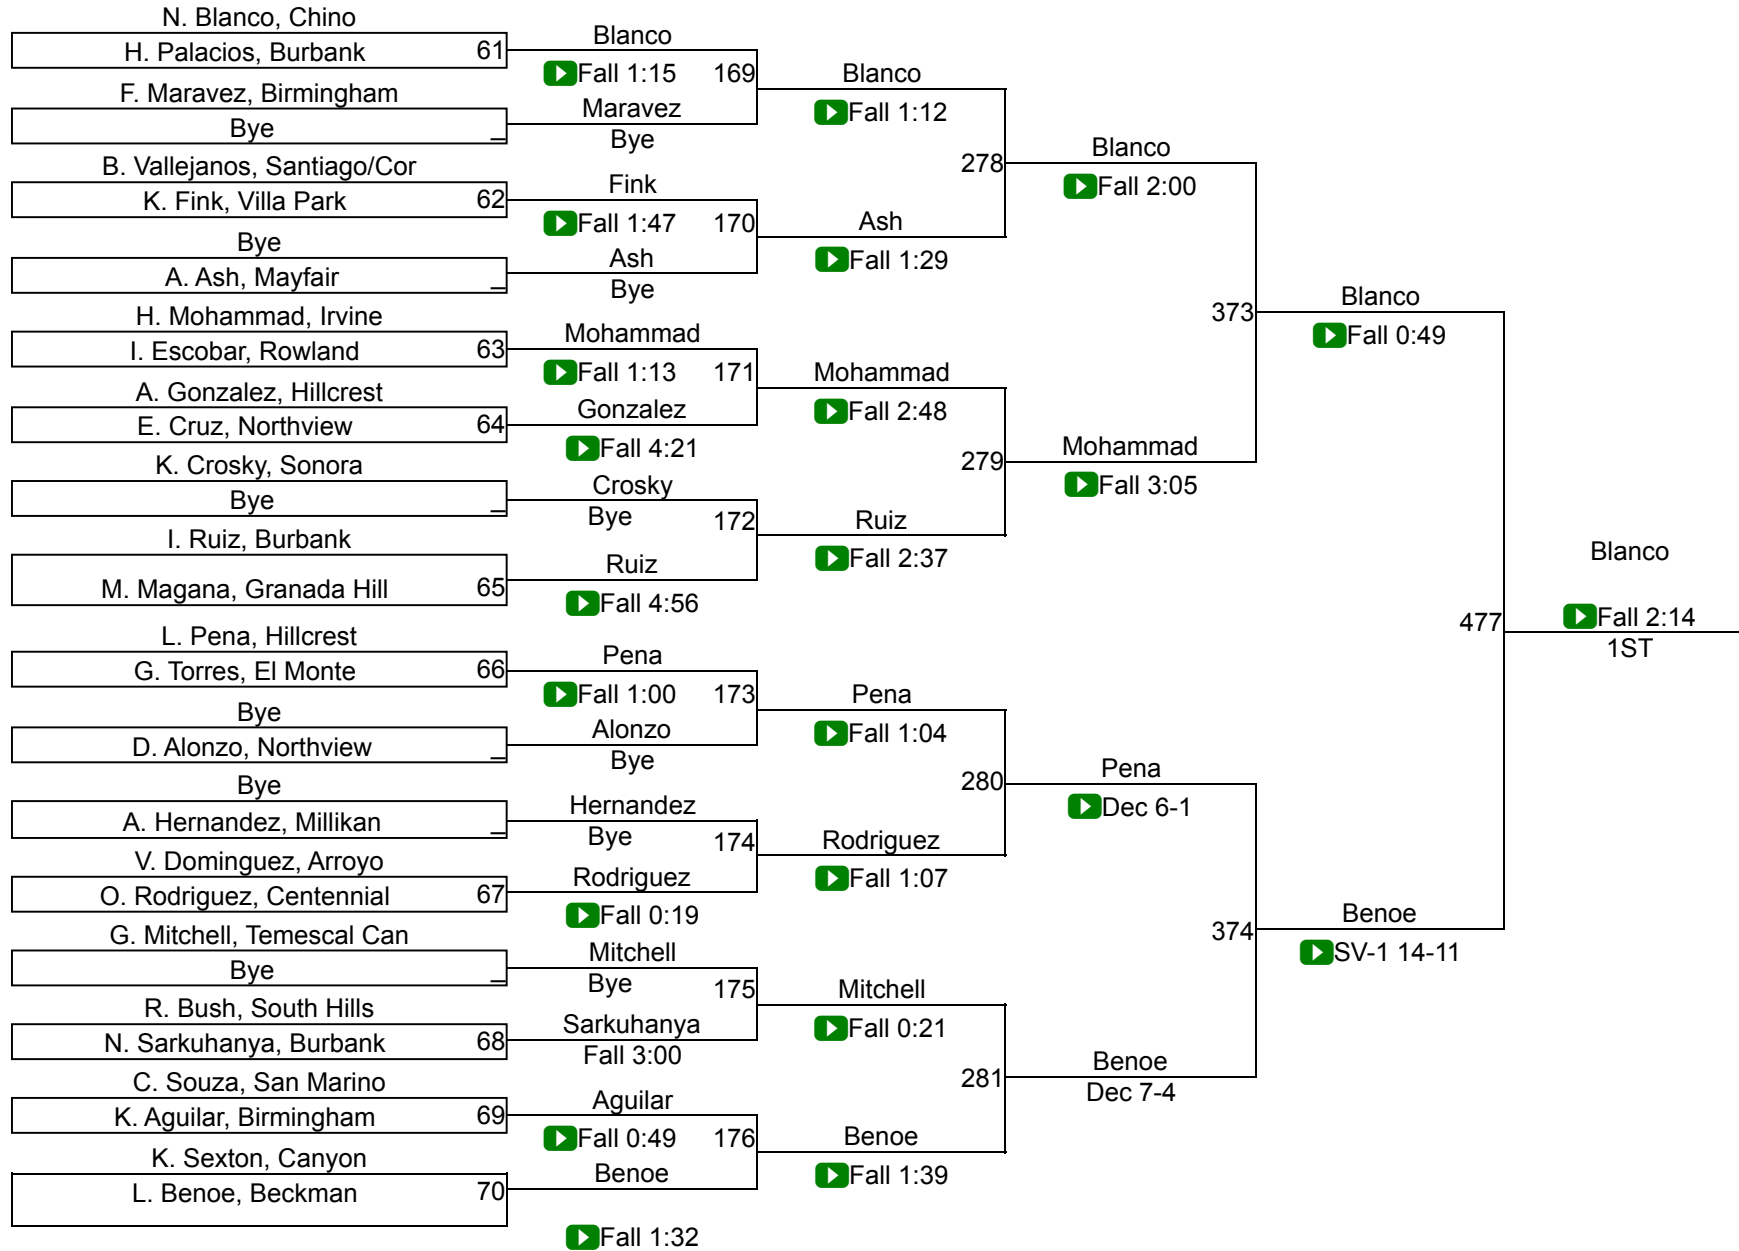 N. Blanco, Chino
H. Palacios, Burbank 61
F. Maravez, Birmingham
Bye _
B. Vallejanos, Santiago/Cor
K. Fink, Villa Park 62
Bye
A. Ash, Mayfair _
H. Mohammad, Irvine
I. Escobar, Rowland 63
A. Gonzalez, Hillcrest
E. Cruz, Northview 64
K. Crosky, Sonora
Bye _
I. Ruiz, Burbank
M. Magana, Granada Hill 65
L. Pena, Hillcrest
G. Torres, El Monte 66
Bye
D. Alonzo, Northview _
Bye
A. Hernandez, Millikan _
V. Dominguez, Arroyo
O. Rodriguez, Centennial 67
G. Mitchell, Temescal Can
Bye _
R. Bush, South Hills
N. Sarkuhanya, Burbank 68
C. Souza, San Marino
K. Aguilar, Birmingham 69
K. Sexton, Canyon
L. Benoe, Beckman 70
Blanco
Fall 1:15 169
Maravez
Bye
Fink
Fall 1:47 170
Ash
Bye
Mohammad
Fall 1:13 171
Gonzalez
Fall 4:21
Crosky
Bye 172
Ruiz
Fall 4:56
Pena
Fall 1:00 173
Alonzo
Bye
Hernandez
Bye 174
Rodriguez
Fall 0:19
Mitchell
Bye 175
Sarkuhanya
Fall 3:00
Aguilar
Fall 0:49 176
Benoe
Fall 1:32
Blanco
Fall 1:12
278
Ash
Fall 1:29
Mohammad
Fall 2:48
279
Ruiz
Fall 2:37
Pena
Fall 1:04
280
Rodriguez
Fall 1:07
Mitchell
Fall 0:21
281
Benoe
Fall 1:39
Blanco
Fall 2:00
373
Mohammad
Fall 3:05
Pena
Dec 6-1
374
Benoe
Dec 7-4
Blanco
Fall 0:49
477
Benoe
SV-1 14-11
Blanco
Fall 2:14
1ST